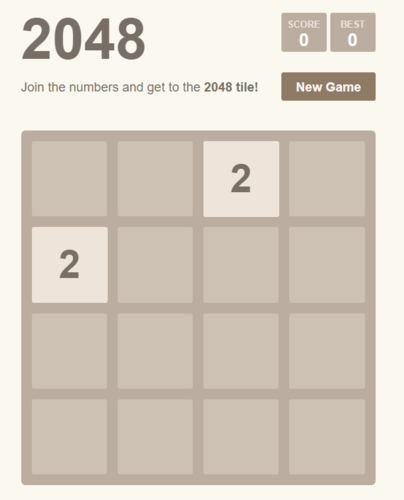 2048
SCORE
0
BEST
0
Join the numbers and get to the 2048 tile!
New Game
2
2